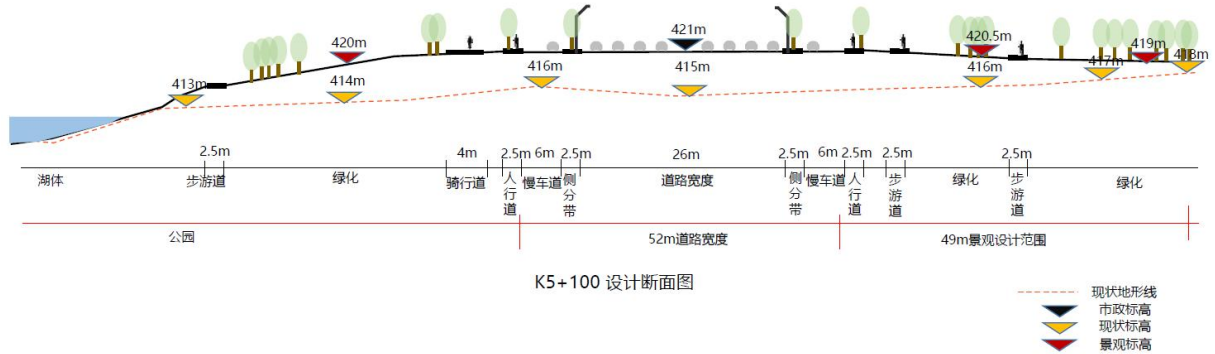 421m
420m
420.5m
419m
418m
417m
416m
416m
415m
414m
413m
2.5m
4m
2.5m
6m
2.5m
26m
2.5m
6m
2.5m
2.5m
2.5m
湖体
步游道
绿化
骑行道
人行道
慢车道
侧分带
道路宽度
侧分带
慢车道
人行道
步游道
绿化
步游道
绿化
公园
52m道路宽度
49m景观设计范围
K5+100 设计断面图
现状地形线
市政标高
现状标高
景观标高